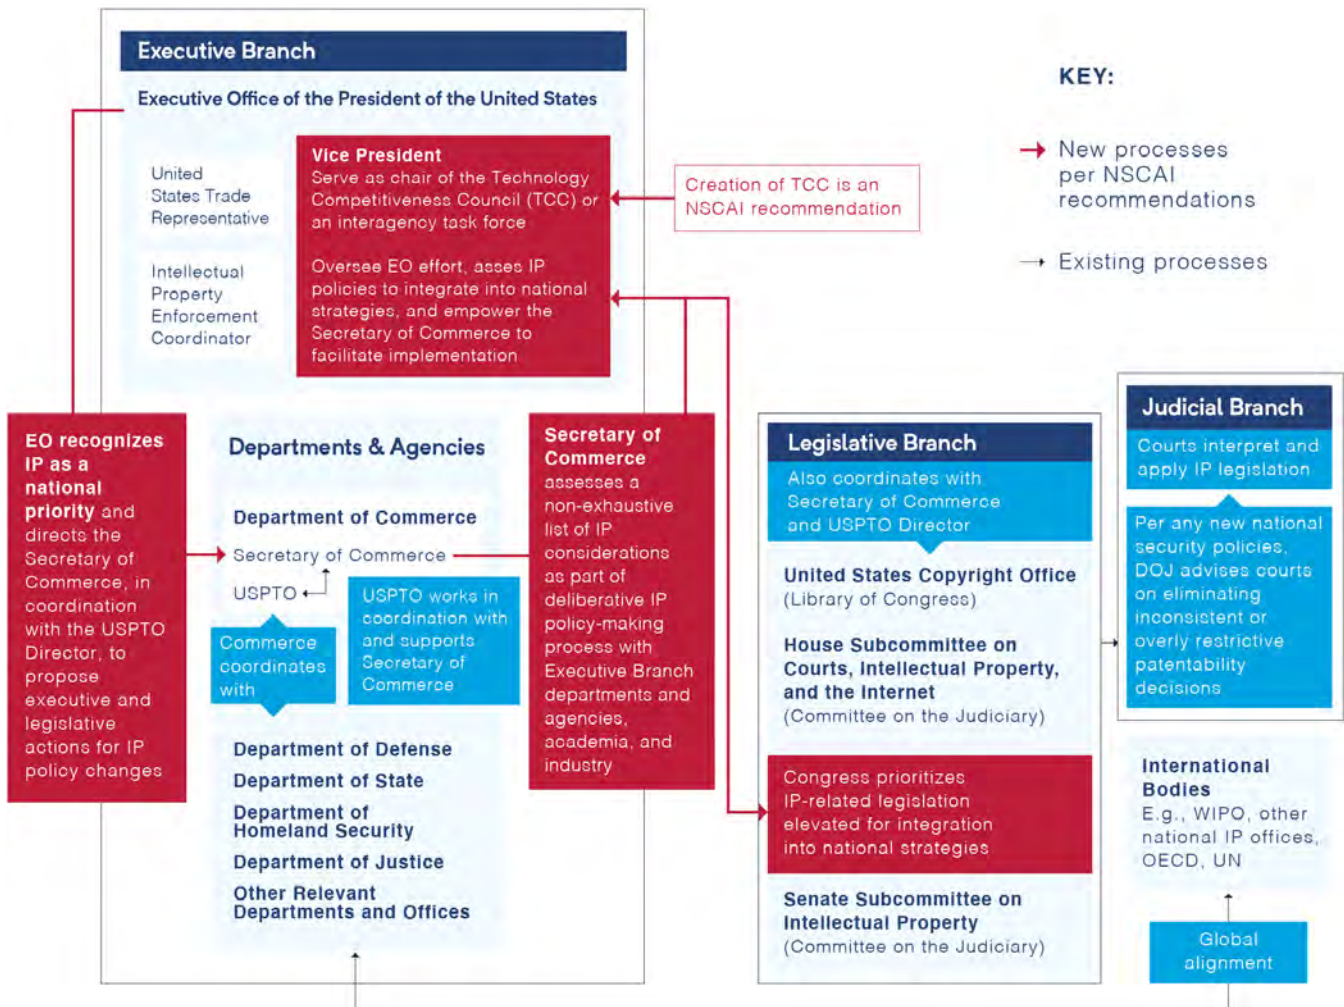 Executive Branch
Executive Office of the President of the United States
United
States Trade
Representative
Intellectual
Property
Enforcement
Coordinator
Vice President
Serve as chair of the Technology
Competitiveness Council (TCC) or
an interagency task force
Oversee EO effort, asses IP
policies to integrate into national
strategies, and empower the
Secretary of Commerce to
facilitate implementation
Creation of TCC is an
NSCAI recommendation
KEY:
New processes
per NSCAI
recommendations
Existing processes
EO recognizes
IP as a
national
priority and
directs the
Secretary of
Commerce, in
coordination
with the USPTO
Director, to
propose
executive and
legislative
actions for IP
policy changes
Departments & Agencies
Department of Commerce
Secretary of Commerce
USPTO
Commerce
coordinates
with
USPTO works in
coordination with
and supports
Secretary of
Commerce
Department of Defense
Department of State
Department of
Homeland Security
Department of Justice
Other Relevant
Departments and Offices
Secretary of
Commerce
assesses a
non-exhaustive
list of IP
considerations
as part of
deliberative IP
policy-making
process with
Executive Branch
departments and
agencies,
academia, and
industry
Legislative Branch
Also coordinates with
Secretary of Commerce
and USPTO Director
United States Copyright Office
(Library of Congress)
House Subcommittee on
Courts, Intellectual Property,
and the Internet
(Committee on the Judiciary)
Congress prioritizes
IP-related legislation
elevated for integration
into national strategies
Senate Subcommittee on
Intellectual Property
(Committee on the Judiciary)
Judicial Branch
Courts interpret and
apply IP legislation
Per any new national
security policies,
DOJ advises courts
on eliminating
inconsistent or
overly restrictive
patentability
decisions
International
Bodies
E.g., WIPO, other
national IP offices,
OECD, UN
Global
alignment